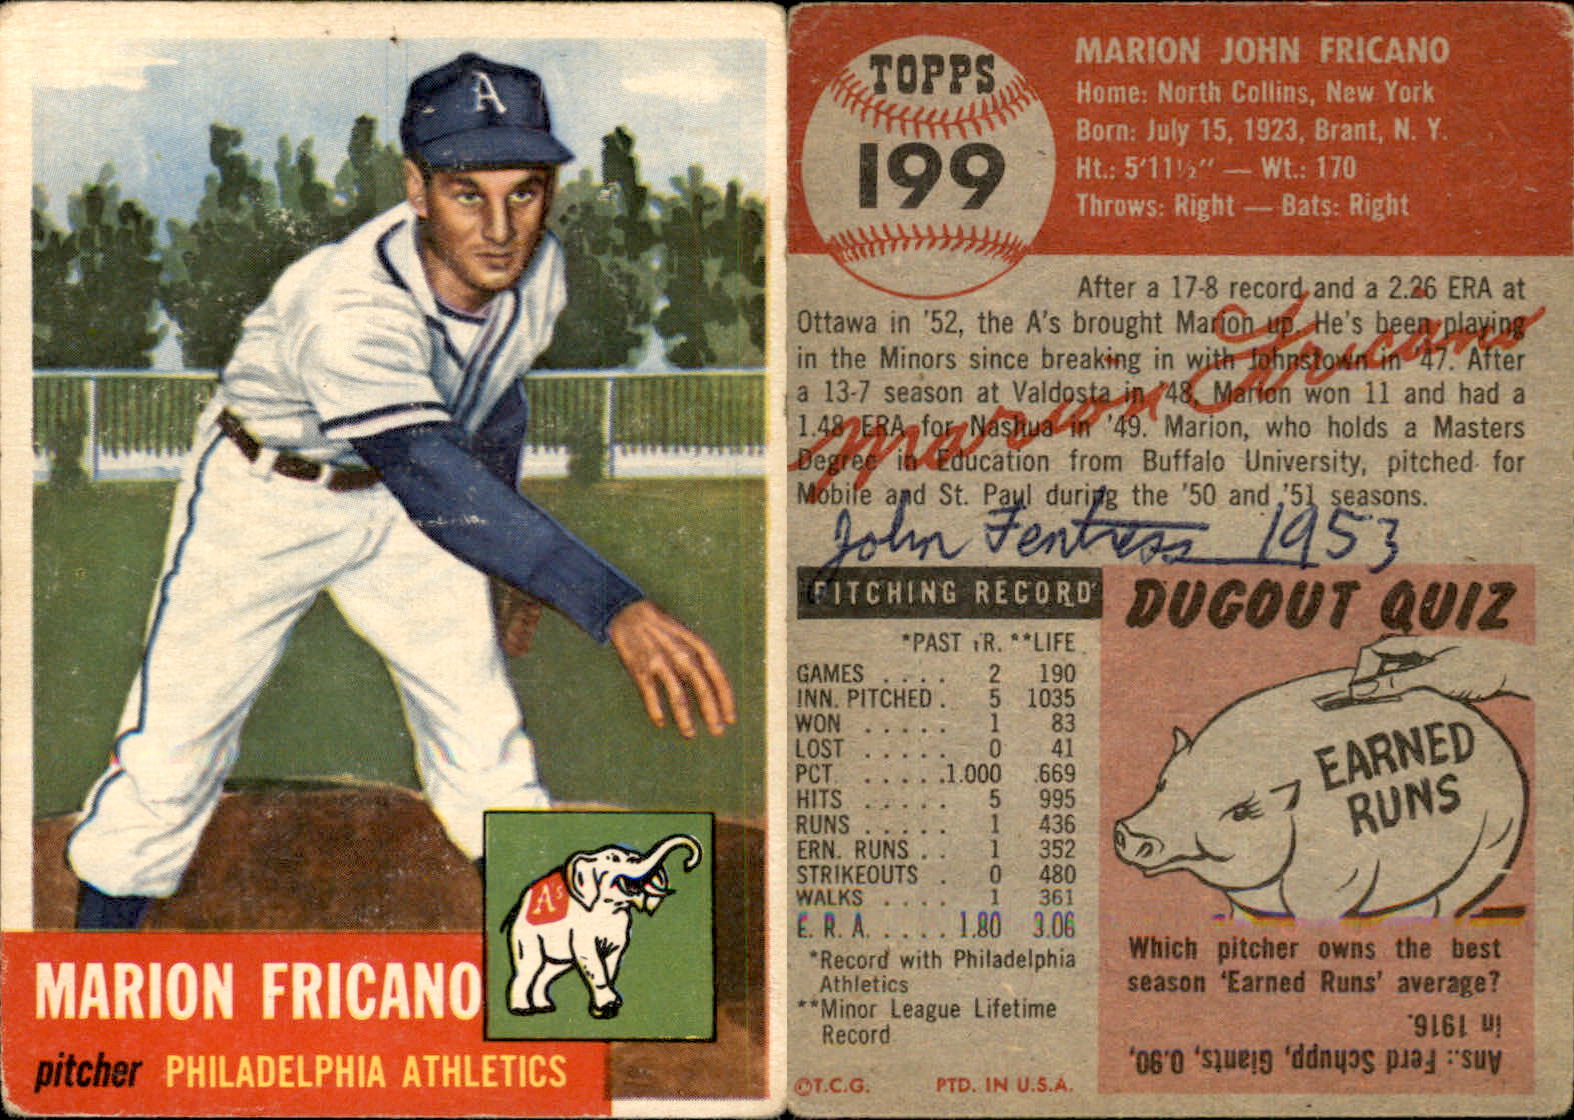 A
A's
MARION FRICANO
pitcher PHILADELPHIA ATHLETICS
TOPPS
199
MARION JOHN FRICANO
Home: North Collins, New York
Born: July 15, 1923, Brant, N. Y.
Ht.: 5'11½" — Wt.: 170
Throws: Right — Bats: Right
After a 17-8 record and a 2.26 ERA at
Ottawa in '52, the A's brought Marion up. He's been playing
in the Minors since breaking in with Johnstown in '47. After
a 13-7 season at Valdosta in '48, Marion won 11 and had a
1.48 ERA for Nashua in '49. Marion, who holds a Masters
Degree in Education from Buffalo University, pitched for
Mobile and St. Paul during the '50 and '51 seasons.
Marion Fricano
John Fentress 1953
PITCHING RECORD
*PAST YR. **LIFE
GAMES . . . . 2 190
INN. PITCHED . 5 1035
WON . . . . . 1 83
LOST . . . . . 0 41
PCT. . . . . .1.000 .669
HITS . . . . . 5 995
RUNS . . . . . 1 436
ERN. RUNS . . 1 352
STRIKEOUTS . 0 480
WALKS . . . . 1 361
E. R. A. . . . . 1.80 3.06
*Record with Philadelphia
Athletics
**Minor League Lifetime
Record
©T.C.G. PTD. IN U.S.A.
DUGOUT QUIZ
EARNED
RUNS
Which pitcher owns the best
season 'Earned Runs' average?
Ans.: Ferd Schupp, Giants, 0.90,
in 1916.